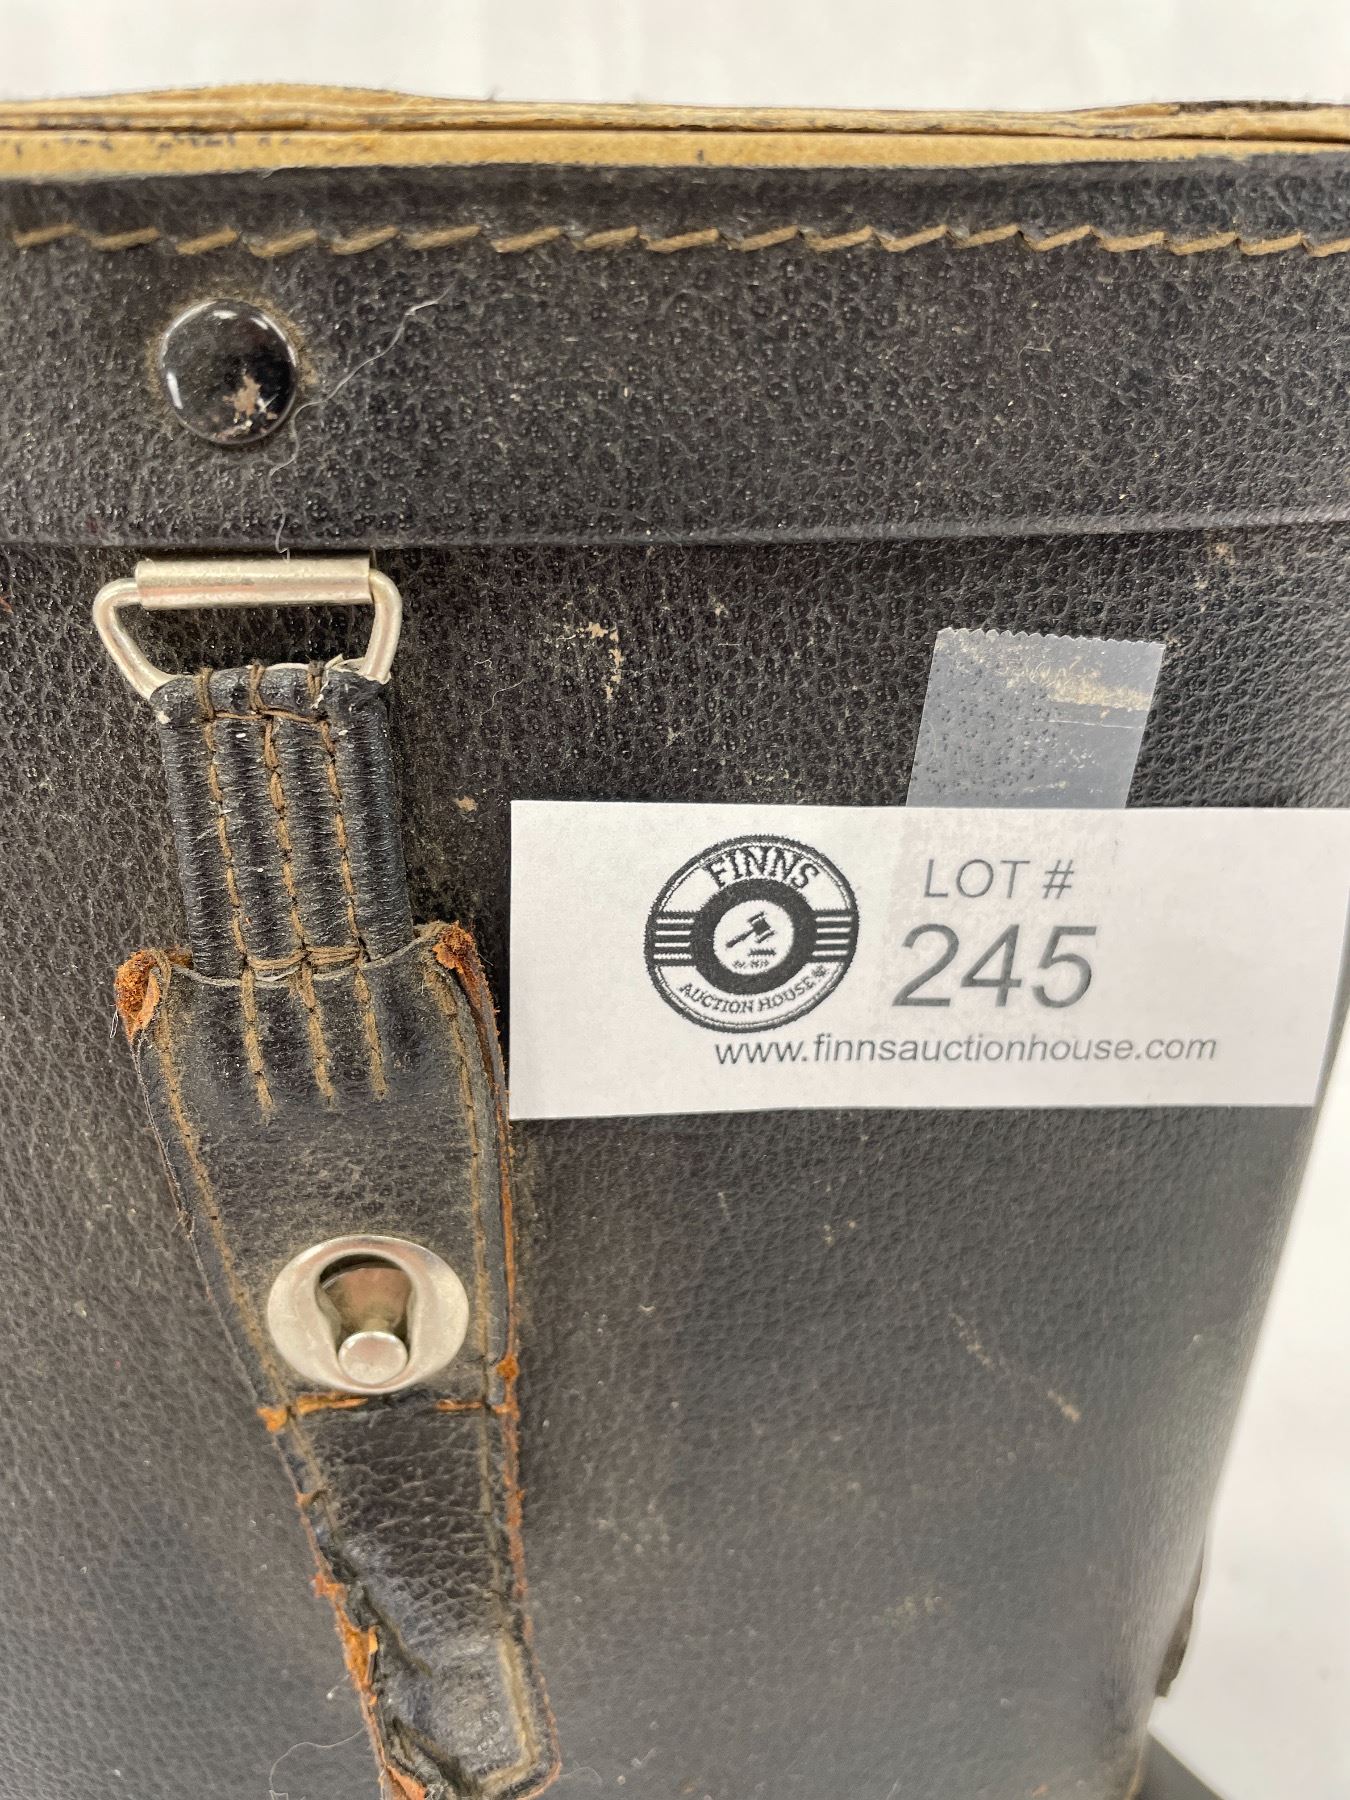 FINNS
AUCTION HOUSE
LOT #
245
www.finnsauctionhouse.com